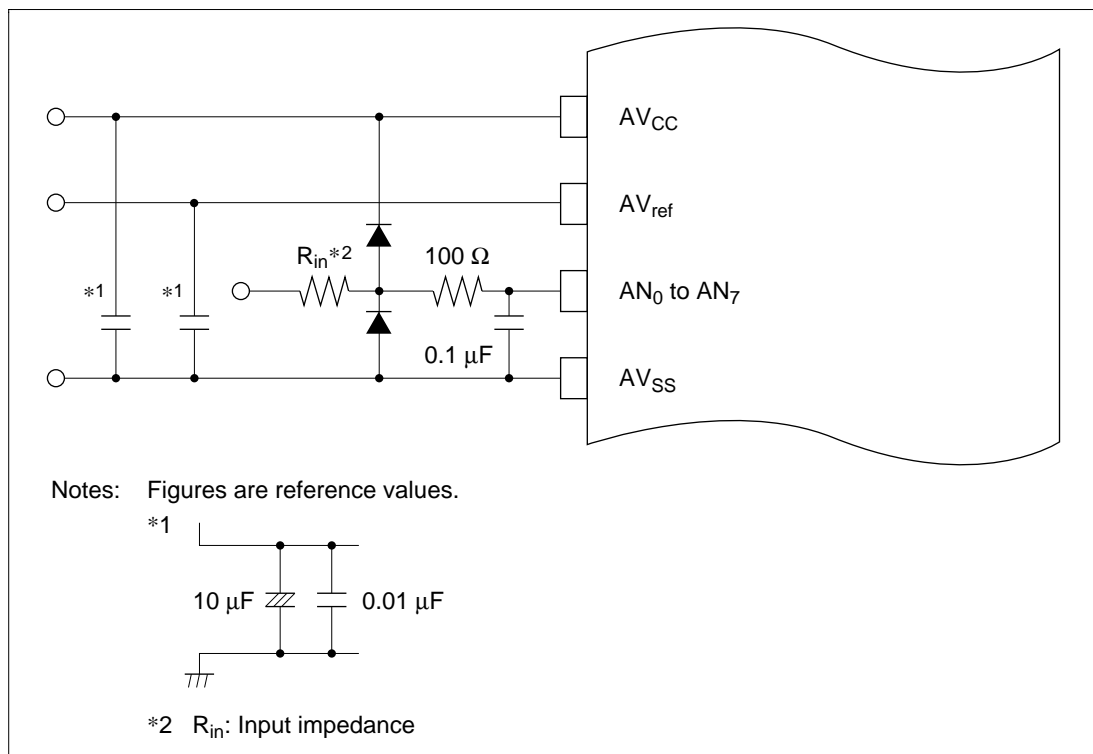 AVCC
AVref
Rin*2
100 Ω
*1
*1
AN0 to AN7
0.1 µF
AVSS
Notes: Figures are reference values.
*1
10 µF
0.01 µF
*2 Rin: Input impedance